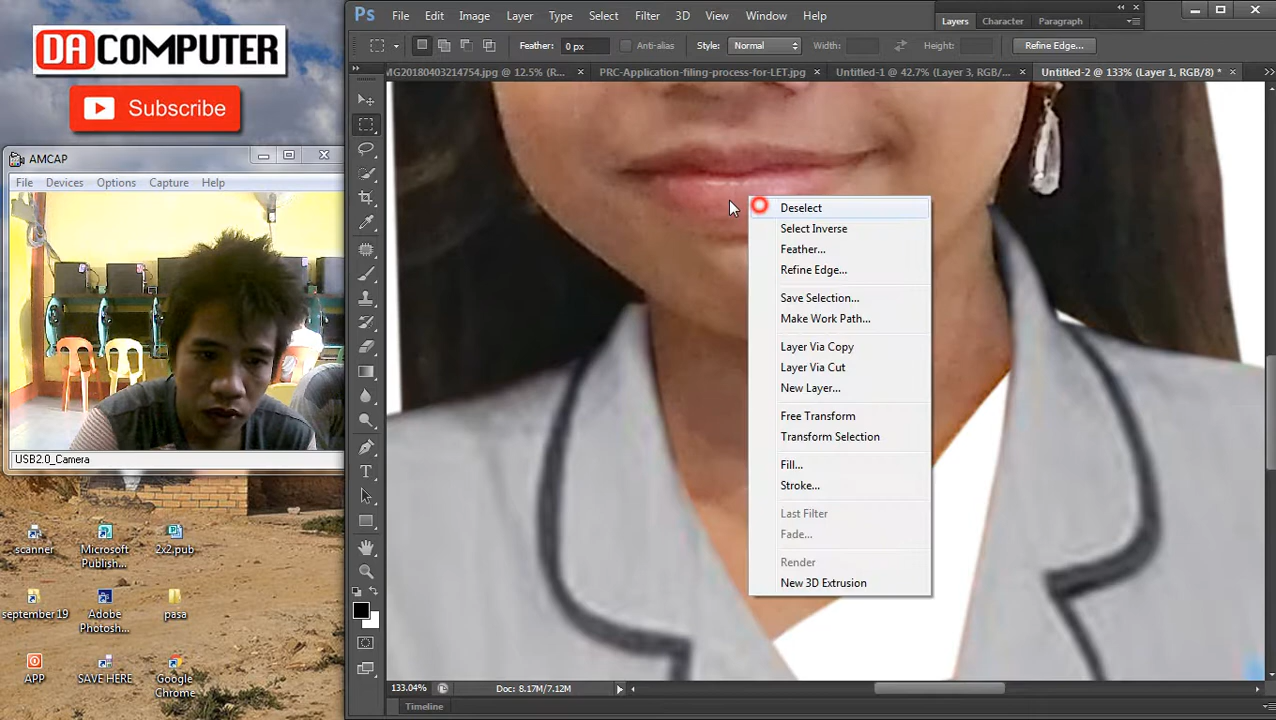 DA COMPUTER
Subscribe
AMCAP
File Devices Options Capture Help
USB2.0_Camera
scanner
Microsoft Publish...
2x2.pub
september 19
Adobe Photosh...
pasa
APP
SAVE HERE
Google Chrome
Ps File Edit Image Layer Type Select Filter 3D View Window Help
Layers Character Paragraph
Feather: 0 px Anti-alias Style: Normal Width: Height: Refine Edge...
MG20180403214754.jpg @ 12.5% (R... × PRC-Application-filing-process-for-LET.jpg × Untitled-1 @ 42.7% (Layer 3, RGB/... × Untitled-2 @ 133% (Layer 1, RGB/8) * ×
Deselect
Select Inverse
Feather...
Refine Edge...
Save Selection...
Make Work Path...
Layer Via Copy
Layer Via Cut
New Layer...
Free Transform
Transform Selection
Fill...
Stroke...
Last Filter
Fade...
Render
New 3D Extrusion
133.04% Doc: 8.17M/7.12M
Timeline